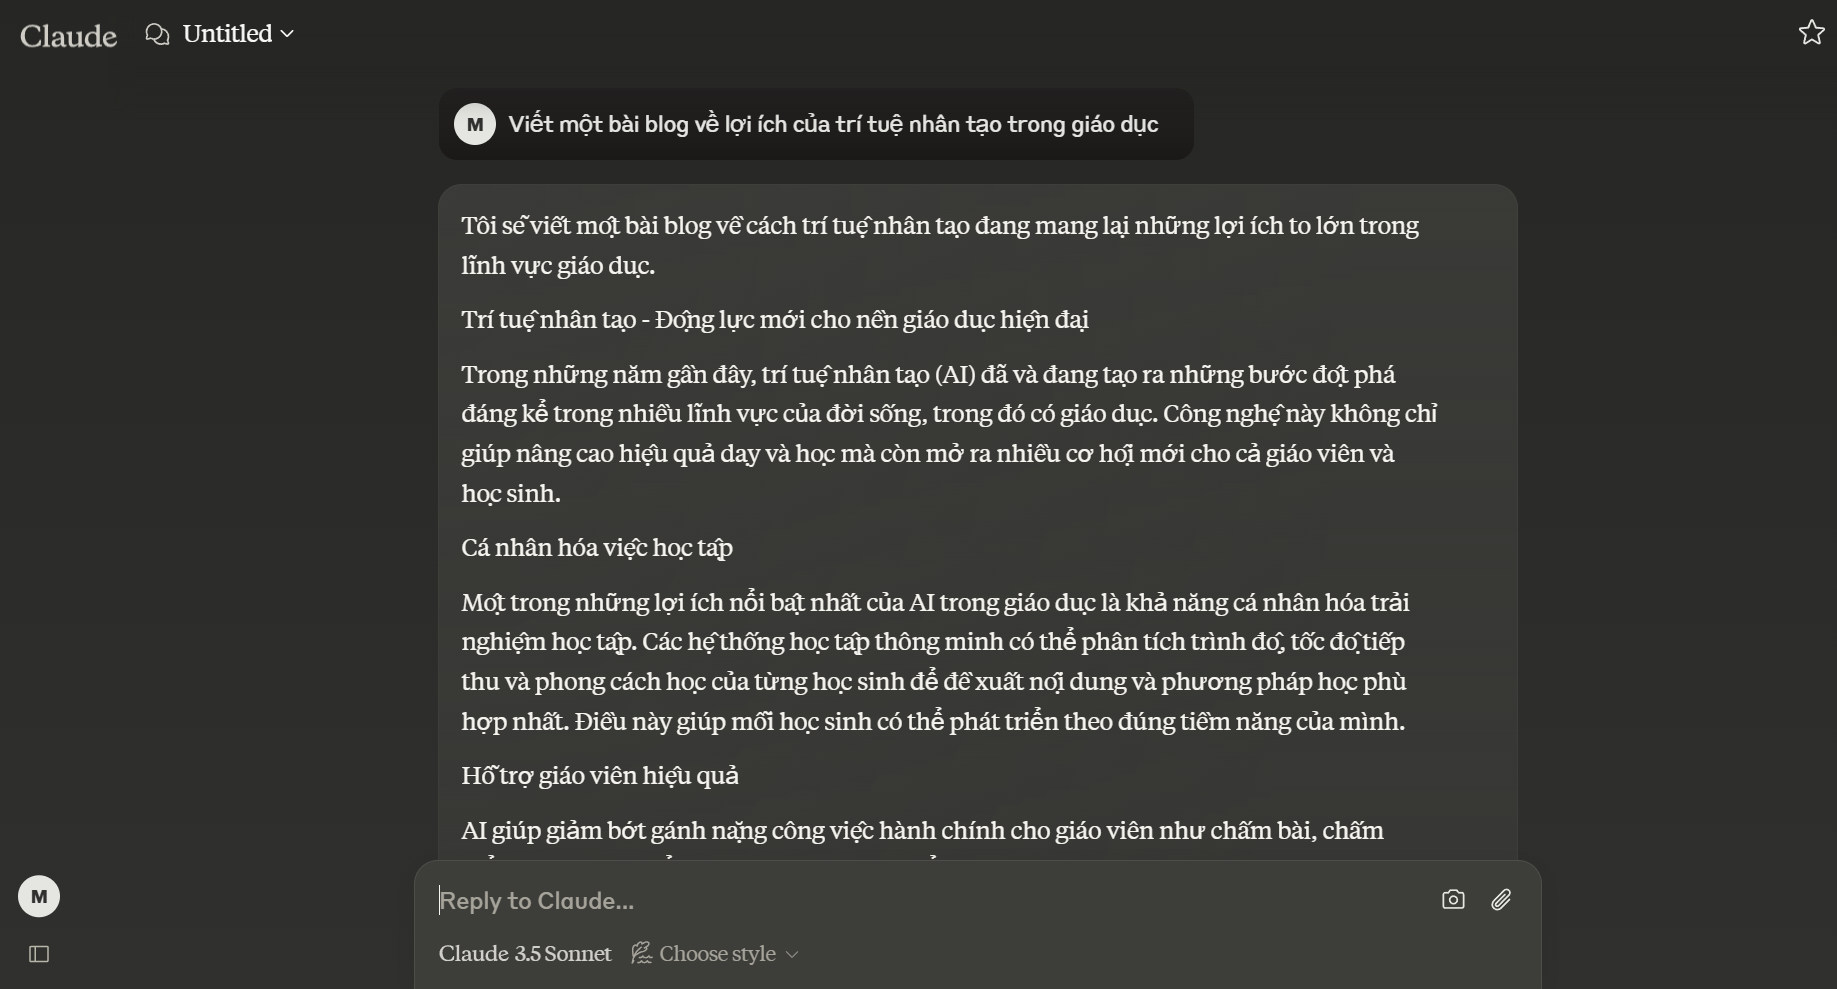 Claude
Untitled
M
Viết một bài blog về lợi ích của trí tuệ nhân tạo trong giáo dục
Tôi sẽ viết một bài blog về cách trí tuệ nhân tạo đang mang lại những lợi ích to lớn trong
lĩnh vực giáo dục.
Trí tuệ nhân tạo - Động lực mới cho nền giáo dục hiện đại
Trong những năm gần đây, trí tuệ nhân tạo (AI) đã và đang tạo ra những bước đột phá
đáng kể trong nhiều lĩnh vực của đời sống, trong đó có giáo dục. Công nghệ này không chỉ
giúp nâng cao hiệu quả dạy và học mà còn mở ra nhiều cơ hội mới cho cả giáo viên và
học sinh.
Cá nhân hóa việc học tập
Một trong những lợi ích nổi bật nhất của AI trong giáo dục là khả năng cá nhân hóa trải
nghiệm học tập. Các hệ thống học tập thông minh có thể phân tích trình độ, tốc độ tiếp
thu và phong cách học của từng học sinh để đề xuất nội dung và phương pháp học phù
hợp nhất. Điều này giúp mỗi học sinh có thể phát triển theo đúng tiềm năng của mình.
Hỗ trợ giáo viên hiệu quả
AI giúp giảm bớt gánh nặng công việc hành chính cho giáo viên như chấm bài, chấm
Reply to Claude...
Claude 3.5 Sonnet
Choose style
M